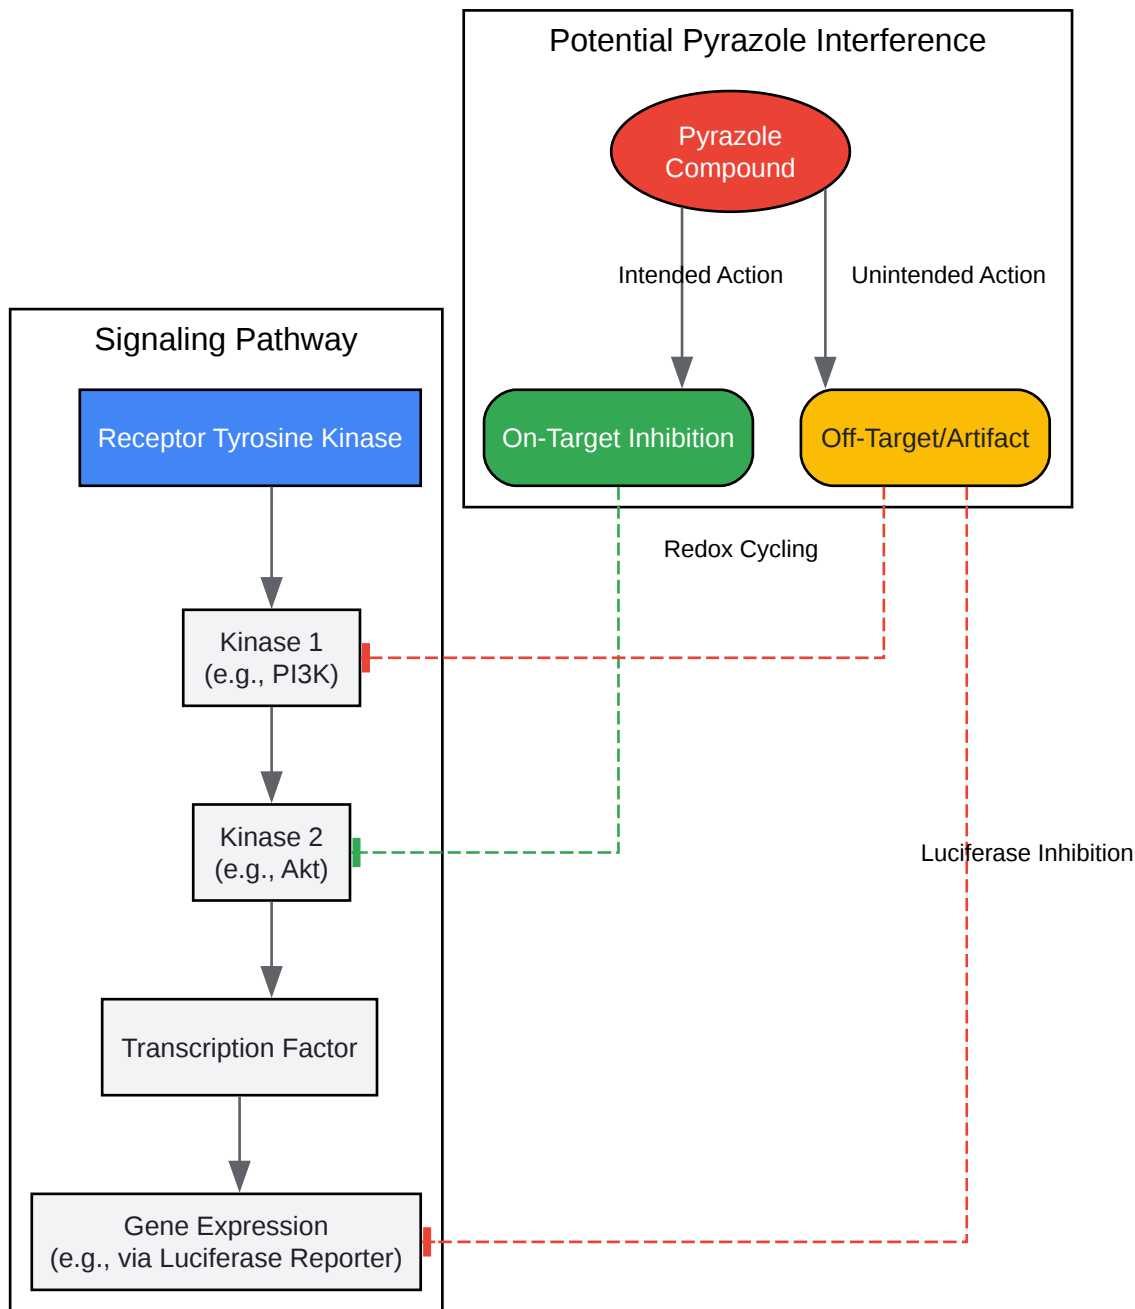 Potential Pyrazole Interference
Pyrazole
Compound
Intended Action
Unintended Action
On-Target Inhibition
Off-Target/Artifact
Signaling Pathway
Receptor Tyrosine Kinase
Redox Cycling
Kinase 1
(e.g., PI3K)
Kinase 2
(e.g., Akt)
Luciferase Inhibition
Transcription Factor
Gene Expression
(e.g., via Luciferase Reporter)